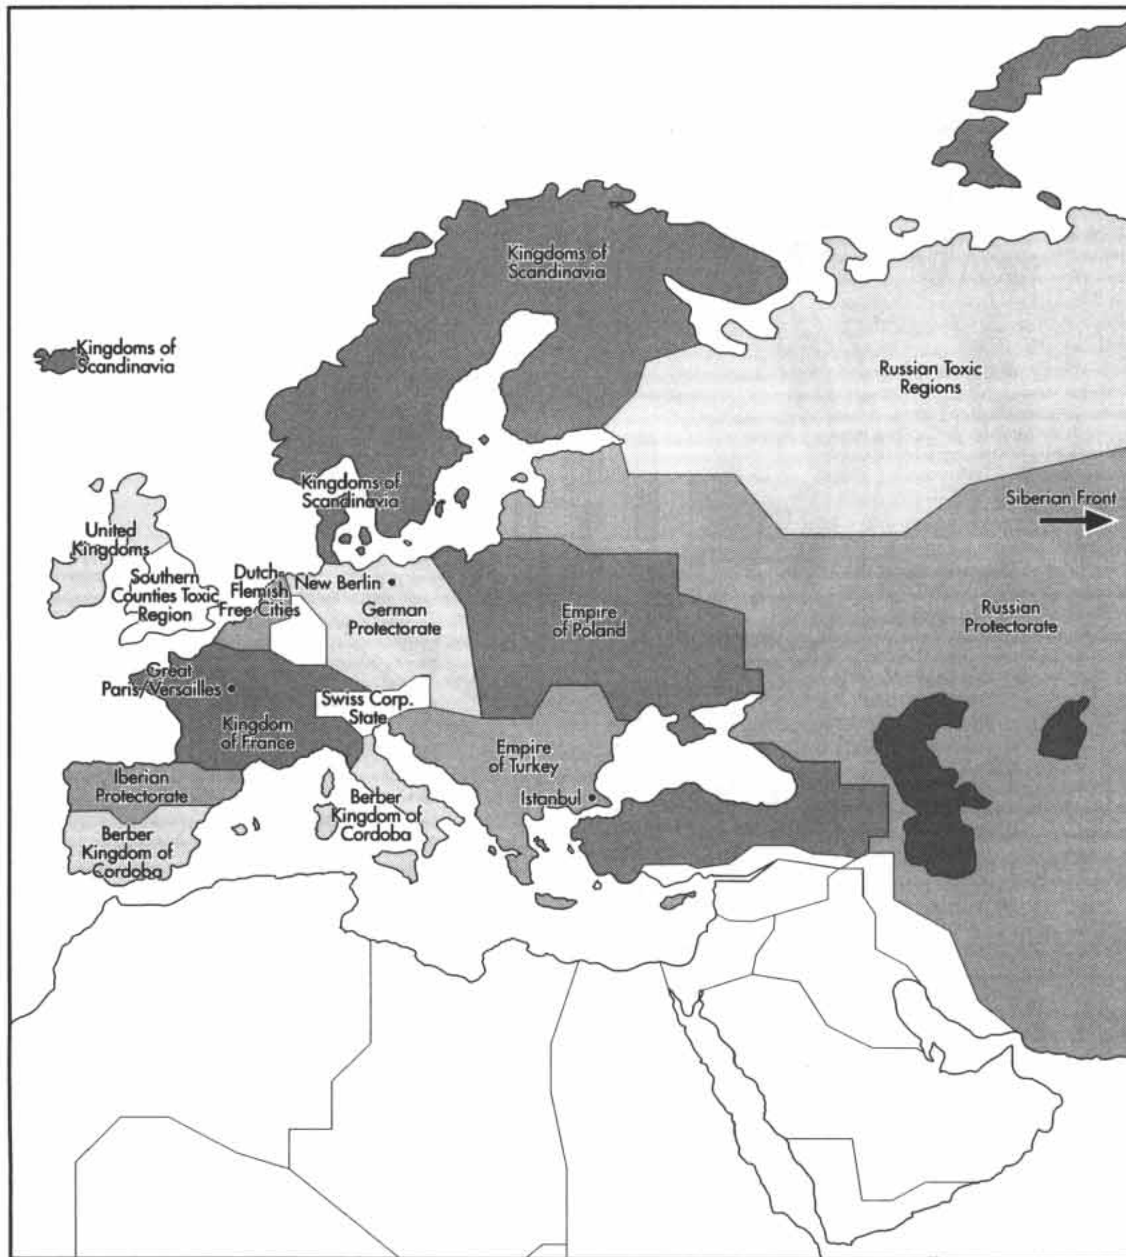 Kingdoms of
Scandinavia
Kingdoms of
Scandinavia
Russian Toxic
Regions
Kingdoms of
Scandinavia
Siberian Front
United
Kingdoms
Southern
Counties Toxic
Region
Dutch-
Flemish
Free Cities
New Berlin
German
Protectorate
Empire
of Poland
Russian
Protectorate
Great
Paris/Versailles
Swiss Corp.
State
Kingdom
of France
Empire
of Turkey
Iberian
Protectorate
Istanbul
Berber
Kingdom of
Cordoba
Berber
Kingdom of
Cordoba